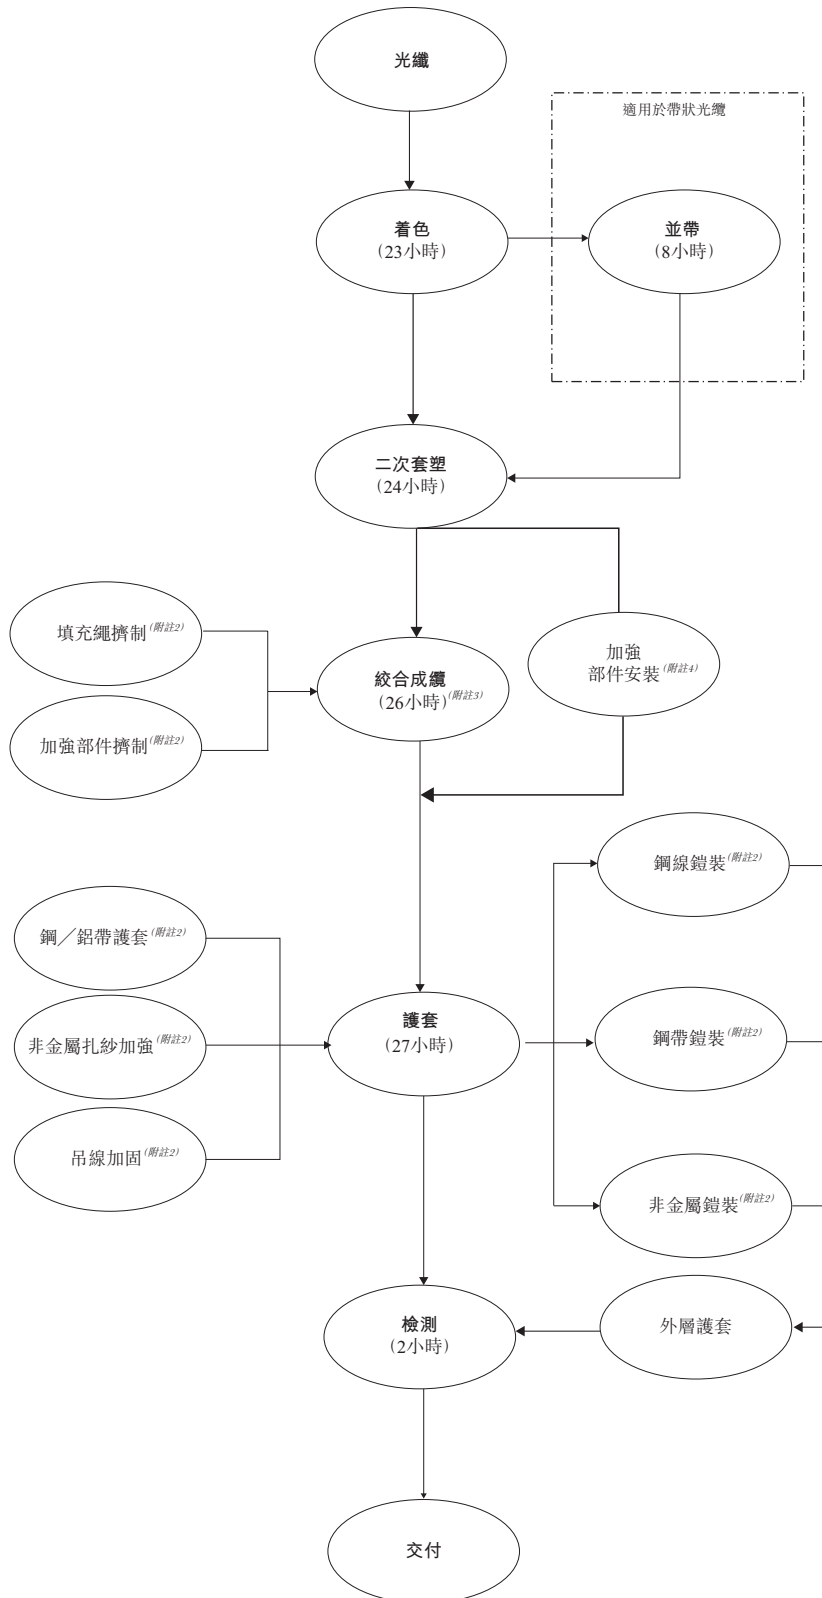 光纖
適用於帶狀光纜
着色
(23小時)
並帶
(8小時)
二次套塑
(24小時)
填充繩擠制(附註2)
加強
部件安裝(附註4)
絞合成纜
(26小時)(附註3)
加強部件擠制(附註2)
鋼線鎧裝(附註2)
鋼／鋁帶護套(附註2)
護套
(27小時)
鋼帶鎧裝(附註2)
非金屬扎紗加強(附註2)
吊線加固(附註2)
非金屬鎧裝(附註2)
檢測
(2小時)
外層護套
交付